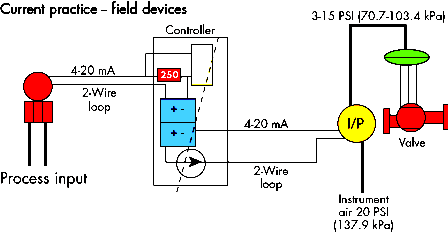 Current practice – field devices
3-15 PSI (70.7-103.4 kPa)
Controller
4-20 mA
250
2-Wire
loop
+ -
+ -
4-20 mA
I/P
Valve
2-Wire
loop
Process input
Instrument
air 20 PSI
(137.9 kPa)